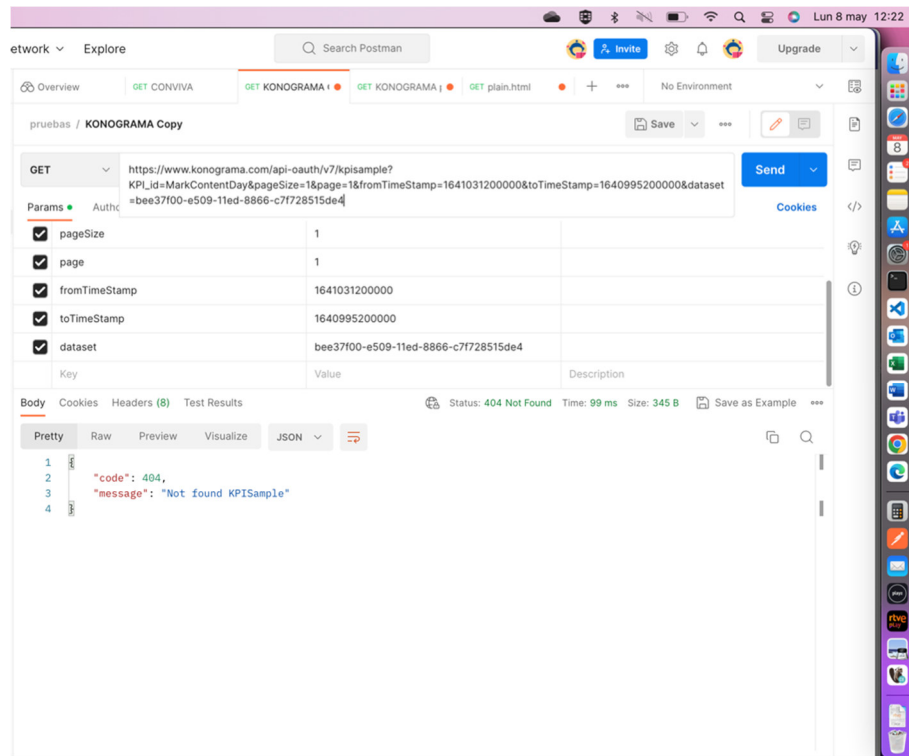 Lun 8 may 12:22
etwork Explore Search Postman Invite Upgrade
Overview GET CONVIVA GET KONOGRAMA GET KONOGRAMA GET plain.html No Environment
pruebas / KONOGRAMA Copy Save
GET https://www.konograma.com/api-oauth/v7/kpisample?
KPI_id=MarkContentDay&pageSize=1&page=1&fromTimeStamp=1641031200000&toTimeStamp=1640995200000&dataset
=bee37f00-e509-11ed-8866-c7f728515de4
Send
Params Autho Cookies
pageSize 1
page 1
fromTimeStamp 1641031200000
toTimeStamp 1640995200000
dataset bee37f00-e509-11ed-8866-c7f728515de4
Key Value Description
Body Cookies Headers (8) Test Results Status: 404 Not Found Time: 99 ms Size: 345 B Save as Example
Pretty Raw Preview Visualize JSON
1 {
2 "code": 404,
3 "message": "Not found KPISample"
4 }
MAY
8
rtve
play